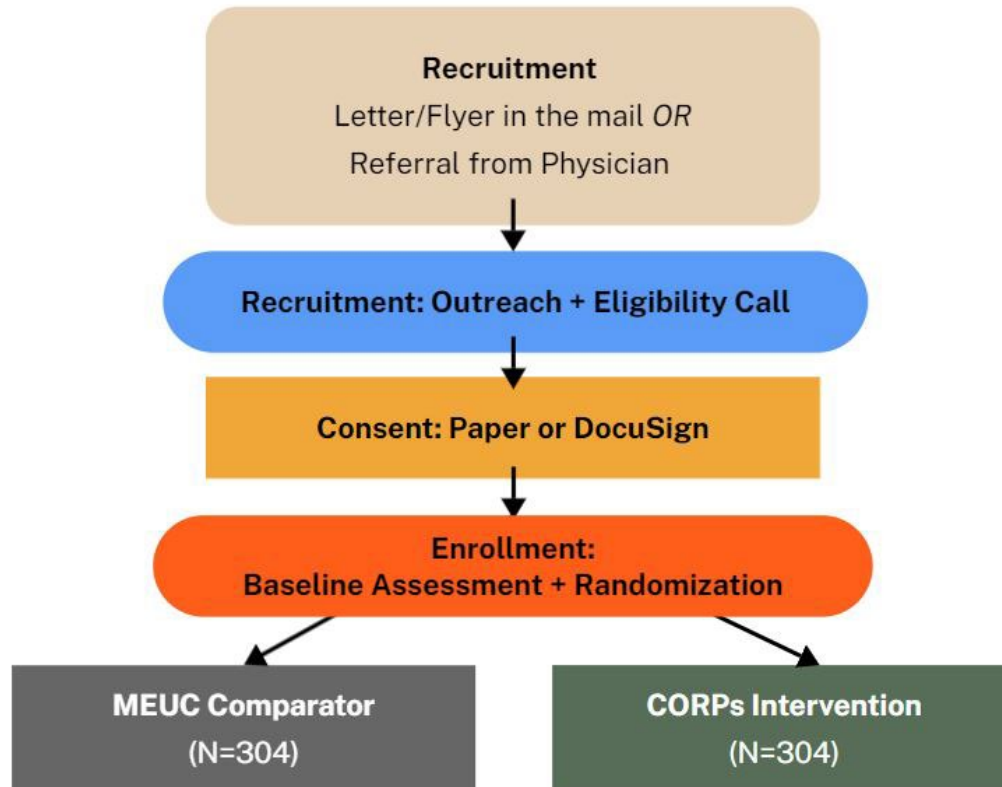 Recruitment
Letter/Flyer in the mail OR
Referral from Physician
Recruitment: Outreach + Eligibility Call
Consent: Paper or DocuSign
Enrollment:
Baseline Assessment + Randomization
MEUC Comparator
(N=304)
CORPs Intervention
(N=304)